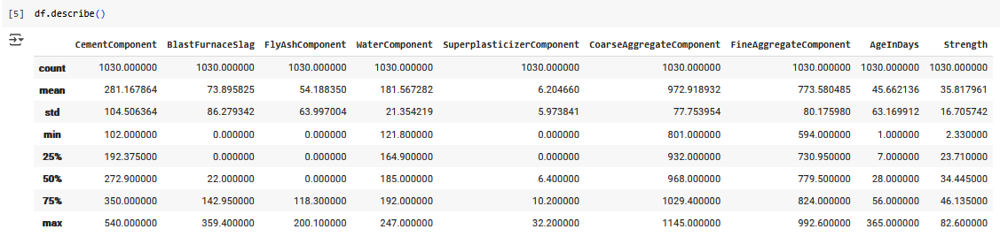 [5] df.describe()
CementComponent BlastFurnaceSlag FlyAshComponent WaterComponent SuperplasticizerComponent CoarseAggregateComponent FineAggregateComponent AgeInDays Strength
count 1030.000000 1030.000000 1030.000000 1030.000000 1030.000000 1030.000000 1030.000000 1030.000000 1030.000000
mean 281.167864 73.895825 54.188350 181.567282 6.204660 972.918932 773.580485 45.662136 35.817961
std 104.506364 86.279342 63.997004 21.354219 5.973841 77.753954 80.175980 63.169912 16.705742
min 102.000000 0.000000 0.000000 121.800000 0.000000 801.000000 594.000000 1.000000 2.330000
25% 192.375000 0.000000 0.000000 164.900000 0.000000 932.000000 730.950000 7.000000 23.710000
50% 272.900000 22.000000 0.000000 185.000000 6.400000 968.000000 779.500000 28.000000 34.445000
75% 350.000000 142.950000 118.300000 192.000000 10.200000 1029.400000 824.000000 56.000000 46.135000
max 540.000000 359.400000 200.100000 247.000000 32.200000 1145.000000 992.600000 365.000000 82.600000